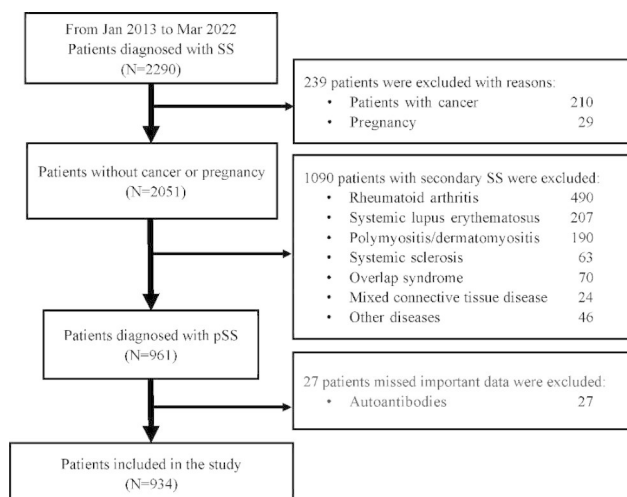 From Jan 2013 to Mar 2022
Patients diagnosed with SS
(N=2290)
239 patients were excluded with reasons:
• Patients with cancer 210
• Pregnancy 29
Patients without cancer or pregnancy
(N=2051)
1090 patients with secondary SS were excluded:
• Rheumatoid arthritis 490
• Systemic lupus erythematosus 207
• Polymyositis/dermatomyositis 190
• Systemic sclerosis 63
• Overlap syndrome 70
• Mixed connective tissue disease 24
• Other diseases 46
Patients diagnosed with pSS
(N=961)
27 patients missed important data were excluded:
• Autoantibodies 27
Patients included in the study
(N=934)